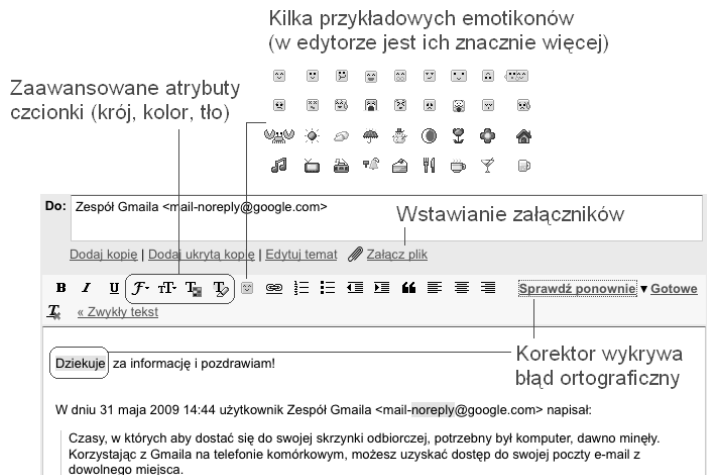 Kilka przykładowych emotikonów
(w edytorze jest ich znacznie więcej)
Zaawansowane atrybuty
czcionki (krój, kolor, tło)
Do: Zespół Gmaila <mail-noreply@google.com>
Wstawianie załączników
Dodaj kopię | Dodaj ukrytą kopię | Edytuj temat Załącz plik
B I U F T T T Sprawdź ponownie ▼ Gotowe
T « Zwykły tekst
Dziekuje za informację i pozdrawiam!
Korektor wykrywa
błąd ortograficzny
W dniu 31 maja 2009 14:44 użytkownik Zespół Gmaila <mail-noreply@google.com> napisał:
Czasy, w których aby dostać się do swojej skrzynki odbiorczej, potrzebny był komputer, dawno minęły.
Korzystając z Gmaila na telefonie komórkowym, możesz uzyskać dostęp do swojej poczty e-mail z
dowolnego miejsca.